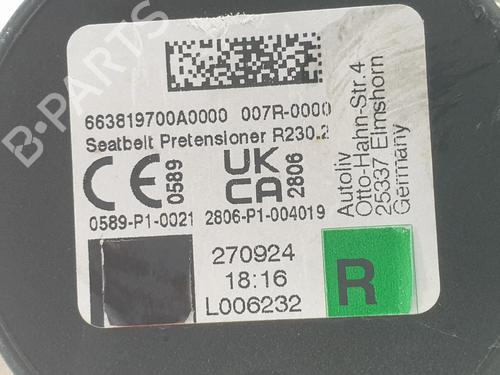 663819700A0000 007R-0000
Seatbelt Pretensioner R230.2
CE 0589
UK CA 2806
0589-P1-0021 2806-P1-004019
Autoliv
Otto-Hahn-Str.4
25337 Elmshorn
Germany
270924
18:16
L006232
R
B-PARTS